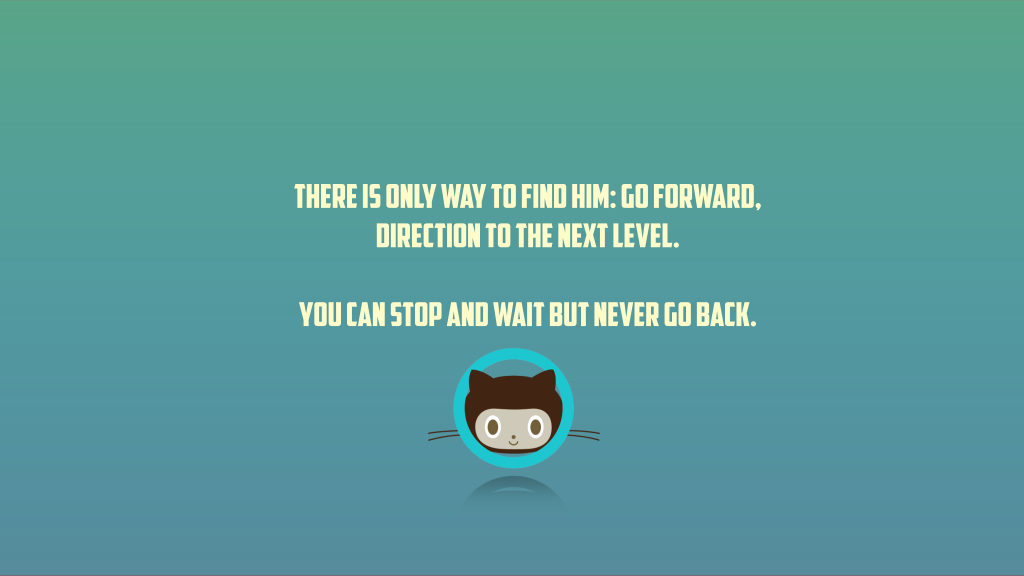 THERE IS ONLY WAY TO FIND HIM: GO FORWARD,
DIRECTION TO THE NEXT LEVEL.
YOU CAN STOP AND WAIT BUT NEVER GO BACK.